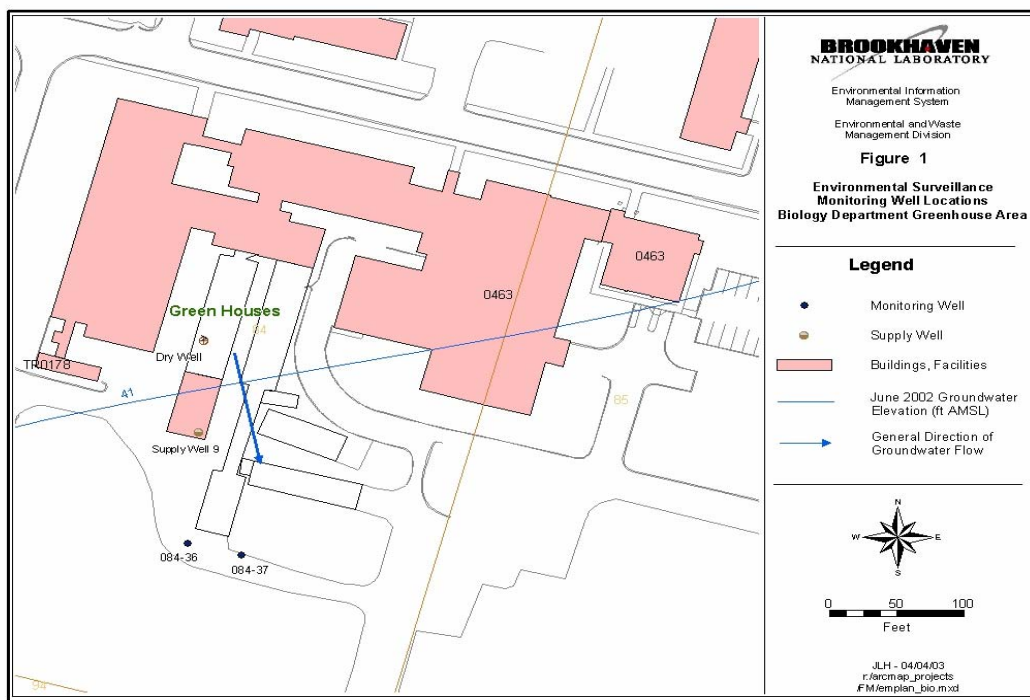 BROOKHAVEN
NATIONAL LABORATORY
Environmental Information
Management System
Environmental and Waste
Management Division
Figure 1
Environmental Surveillance
Monitoring Well Locations
Biology Department Greenhouse Area
Legend
Monitoring Well
Supply Well
Buildings, Facilities
June 2002 Groundwater
Elevation (ft AMSL)
General Direction of
Groundwater Flow
N
W E
S
0 50 100
Feet
JLH - 04/04/03
r:/arcmap_projects
/FM/emplan_bio.mxd
0463
0463
Green Houses
84
Dry Well
TR0178
41
85
Supply Well 9
084-36
084-37
94